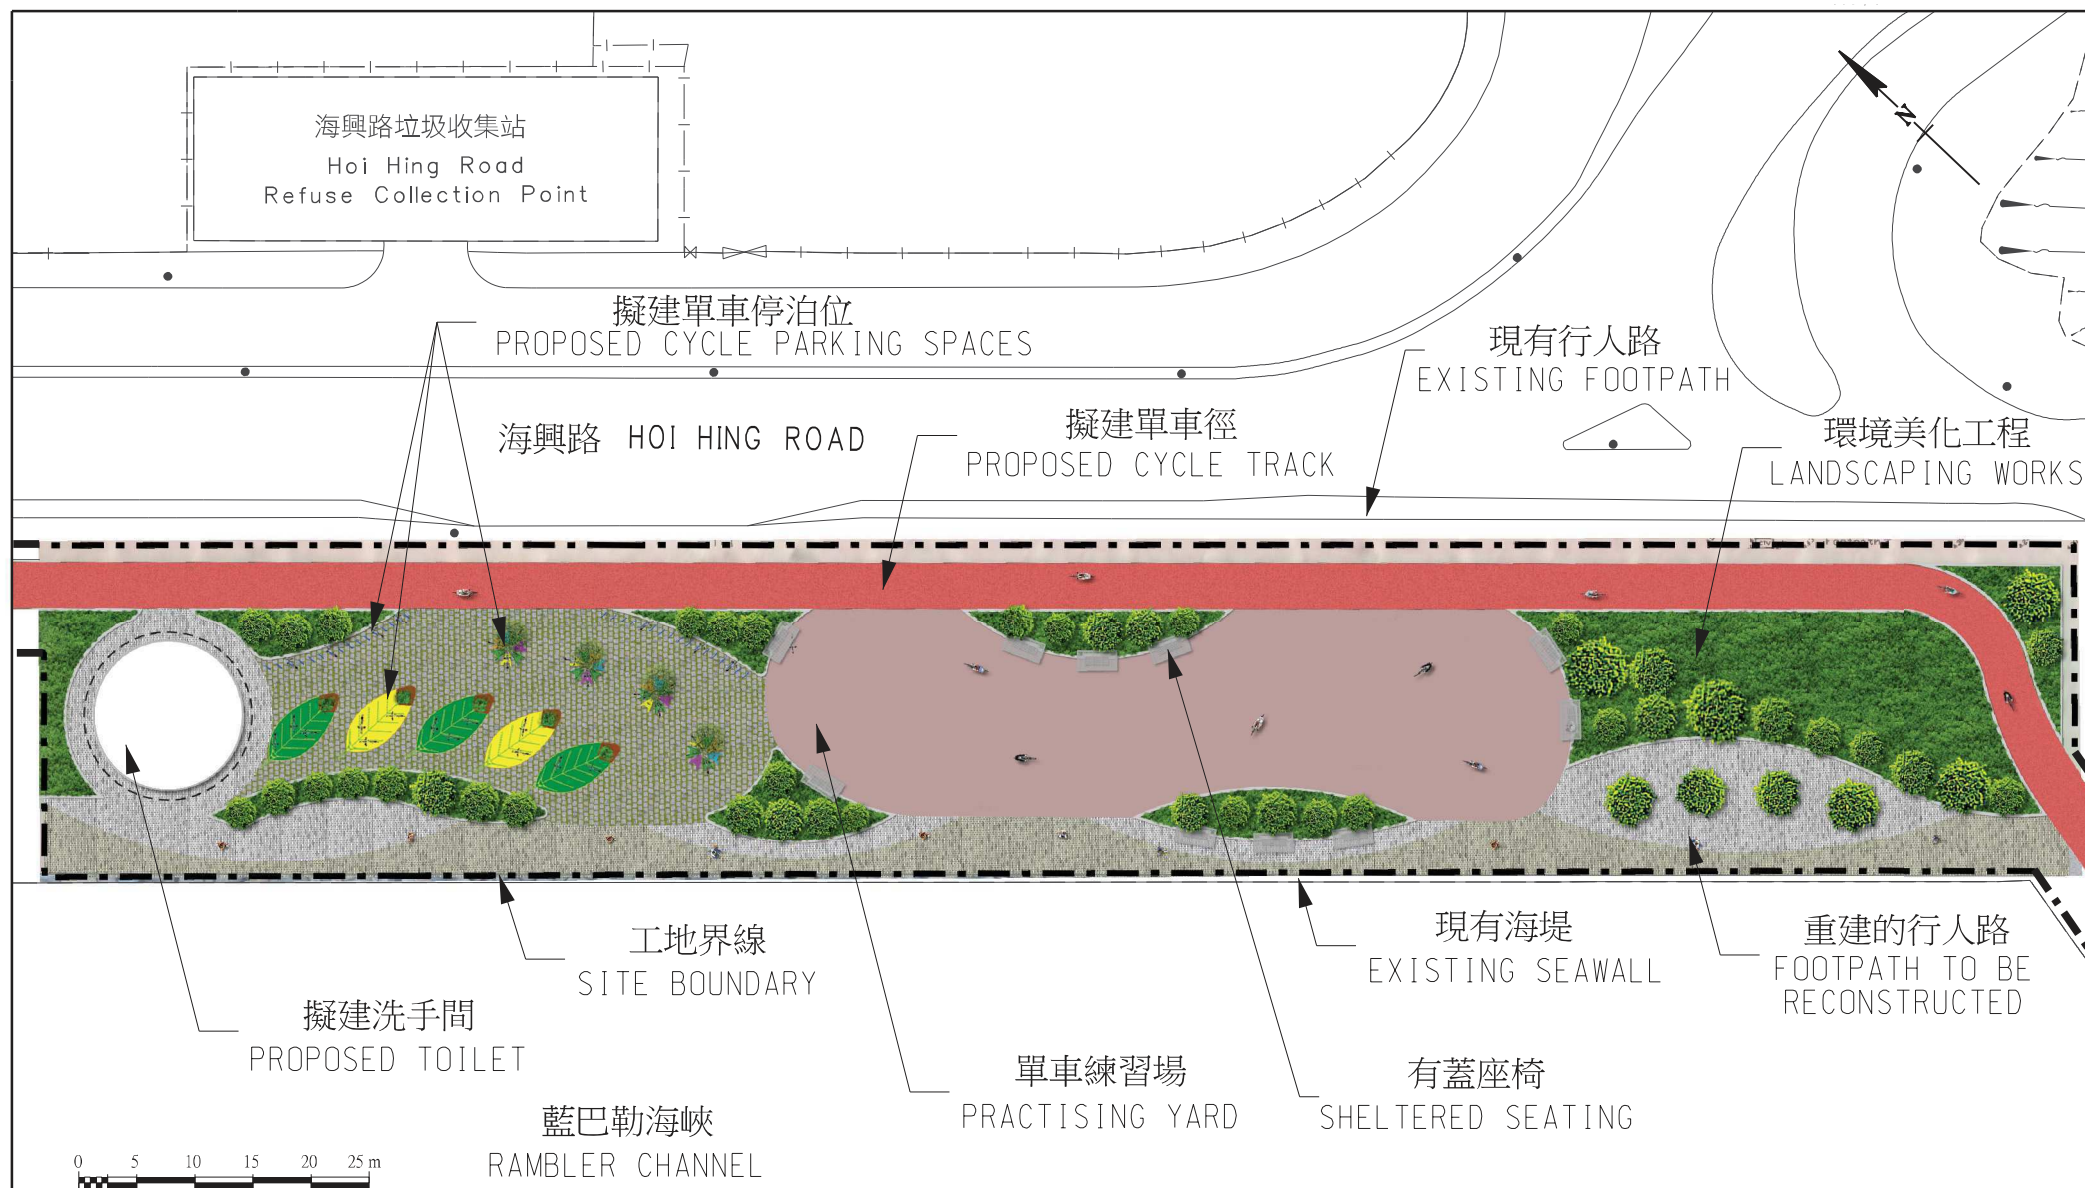 海興路垃圾收集站
Hoi Hing Road
Refuse Collection Point
N
擬建單車停泊位
PROPOSED CYCLE PARKING SPACES
現有行人路
EXISTING FOOTPATH
擬建單車徑
PROPOSED CYCLE TRACK
海興路 HOI HING ROAD
環境美化工程
LANDSCAPING WORKS
工地界線
SITE BOUNDARY
現有海堤
EXISTING SEAWALL
重建的行人路
FOOTPATH TO BE
RECONSTRUCTED
擬建洗手間
PROPOSED TOILET
單車練習場
PRACTISING YARD
有蓋座椅
SHELTERED SEATING
藍巴勒海峽
RAMBLER CHANNEL
0 5 10 15 20 25 m